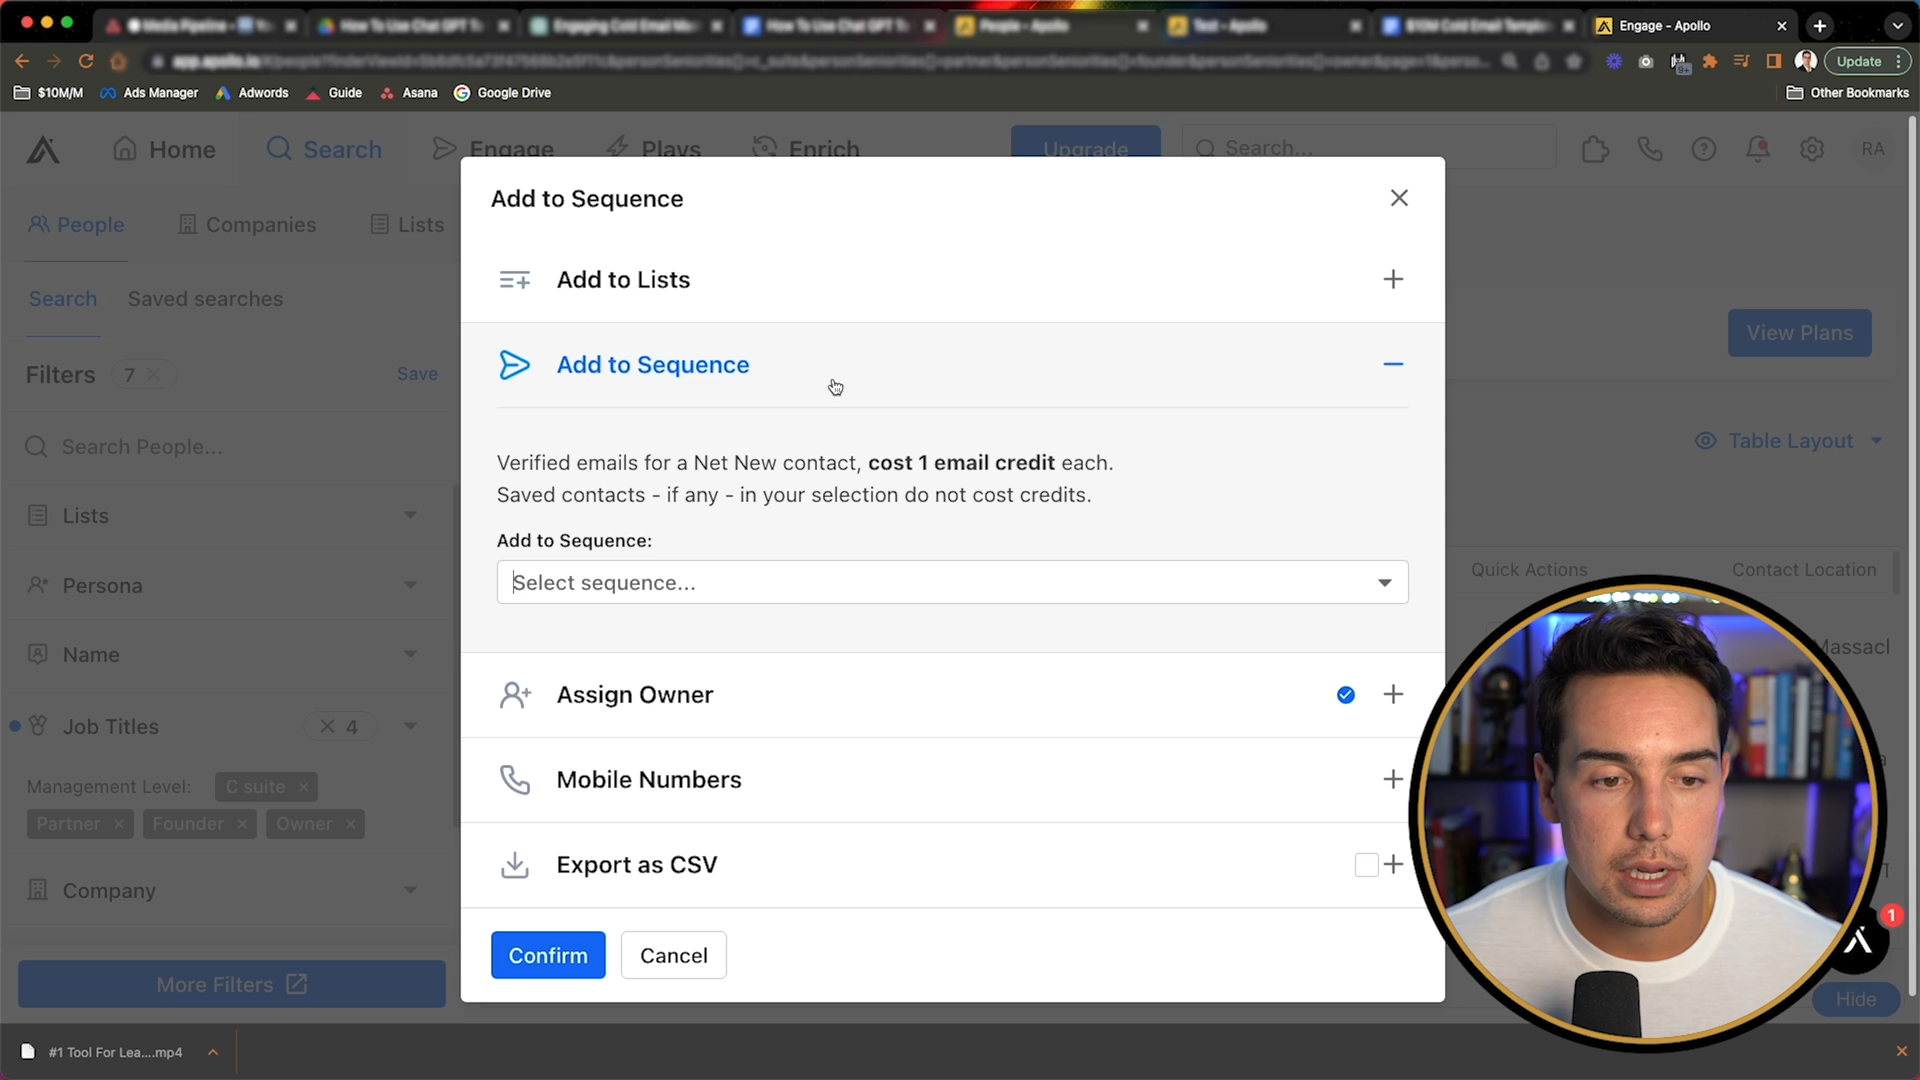 Engage - Apollo
Update
$10M/M
Ads Manager
Adwords
Guide
Asana
Google Drive
Other Bookmarks
Home
Search
Engage
Plays
Enrich
Upgrade
Search...
RA
People
Companies
Lists
Search
Saved searches
Filters
7
Save
Search People...
Lists
Persona
Name
Job Titles
4
Management Level:
C suite
Partner
Founder
Owner
Company
More Filters
Add to Sequence
Add to Lists
Add to Sequence
Verified emails for a Net New contact, cost 1 email credit each.
Saved contacts - if any - in your selection do not cost credits.
Add to Sequence:
Select sequence...
Assign Owner
Mobile Numbers
Export as CSV
Confirm
Cancel
View Plans
Table Layout
Quick Actions
Contact Location
Massacl
1
Hide
#1 Tool For Lea....mp4